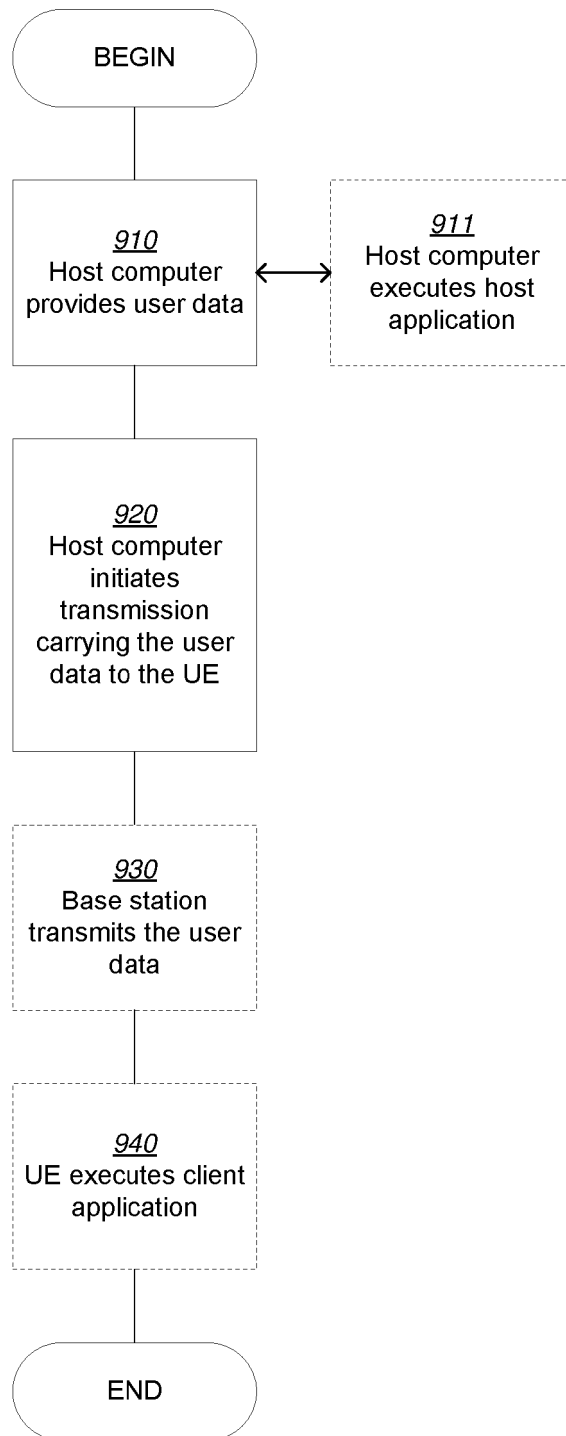 BEGIN
910
Host computer
provides user data
911
Host computer
executes host
application
920
Host computer
initiates
transmission
carrying the user
data to the UE
930
Base station
transmits the user
data
940
UE executes client
application
END